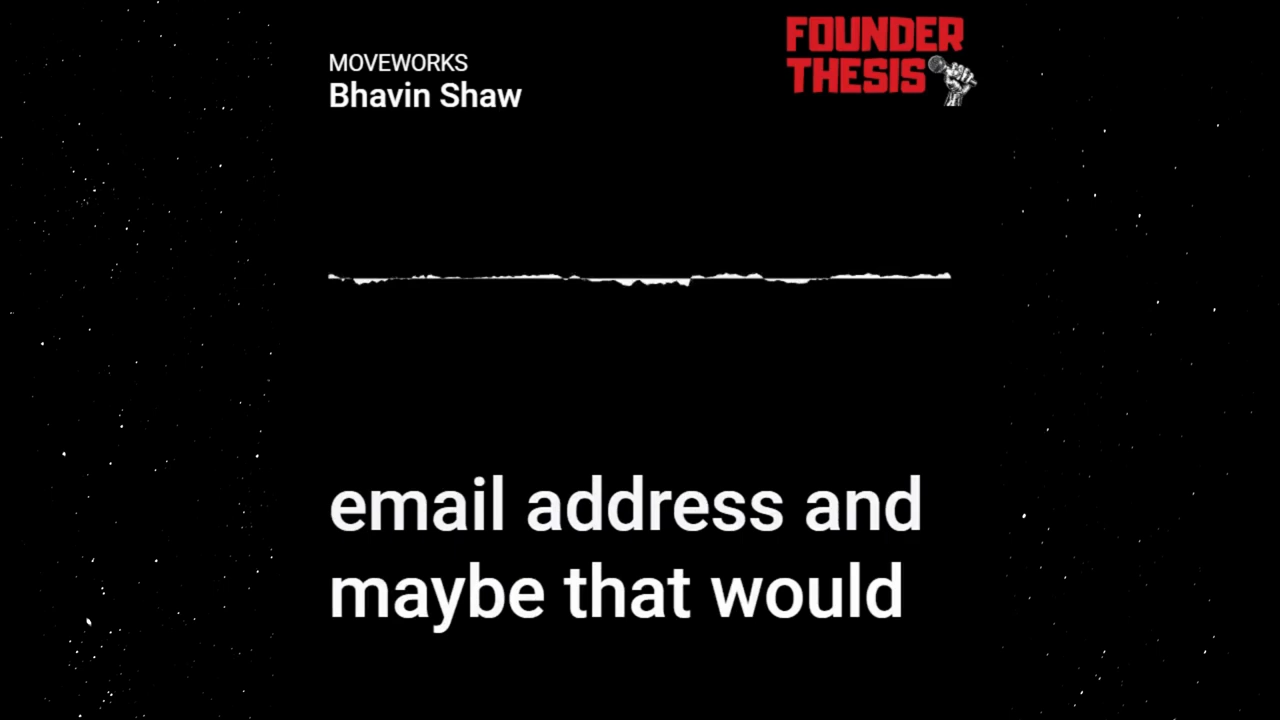 MOVEWORKS
Bhavin Shaw
FOUNDER
THESIS
email address and
maybe that would